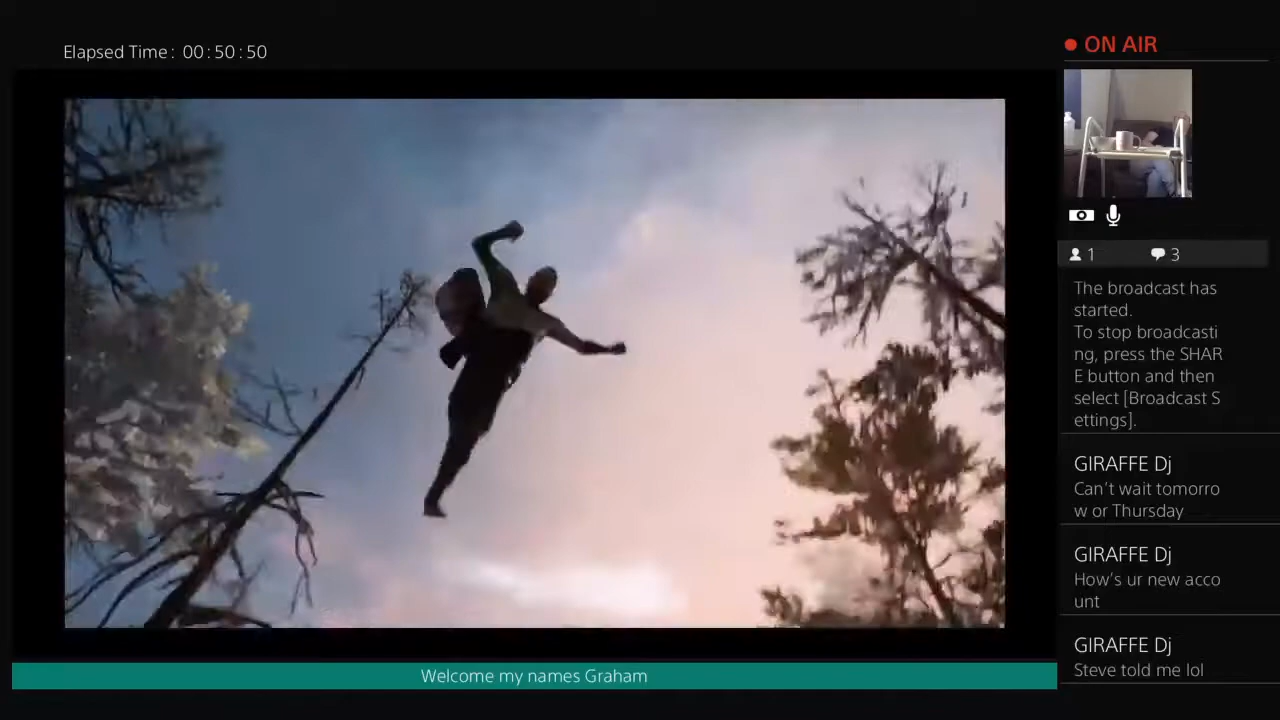 Elapsed Time: 00:50:50
ON AIR
1
3
The broadcast has
started.
To stop broadcasti
ng, press the SHAR
E button and then
select [Broadcast S
ettings].
GIRAFFE Dj
Can't wait tomorro
w or Thursday
GIRAFFE Dj
How's ur new acco
unt
GIRAFFE Dj
Steve told me lol
Welcome my names Graham